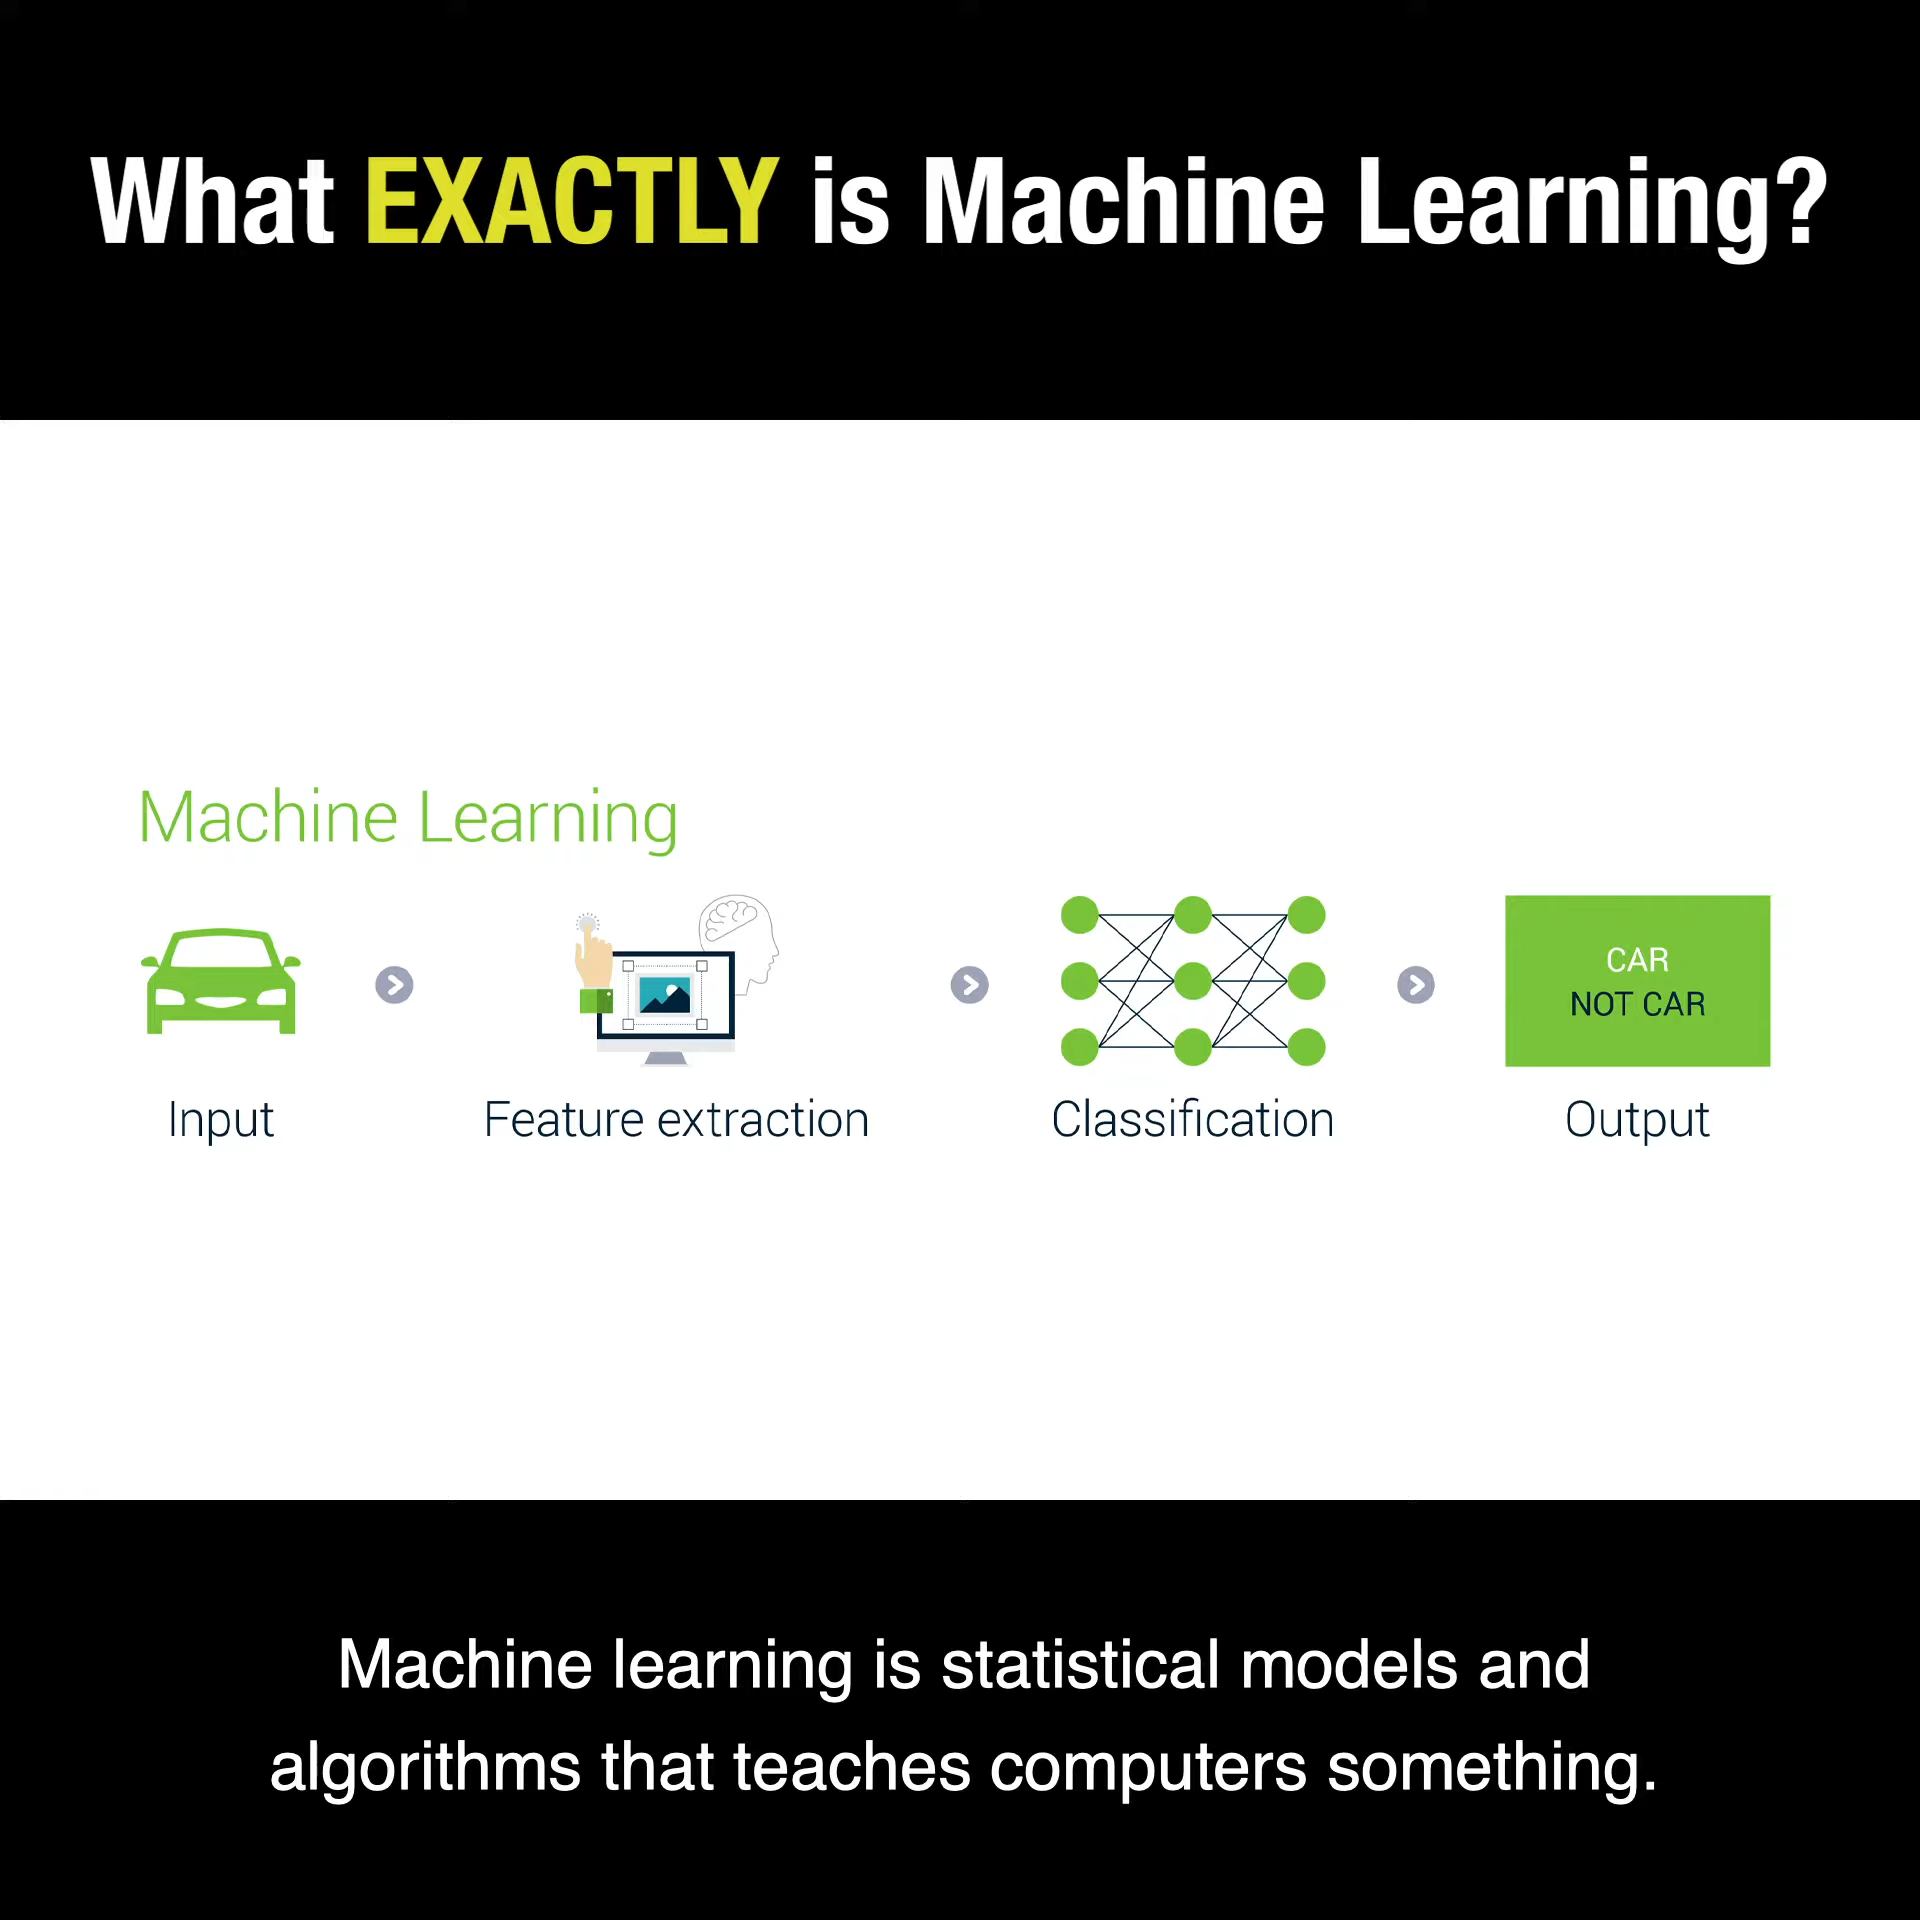 What EXACTLY is Machine Learning?
Machine Learning
CAR
NOT CAR
Input
Feature extraction
Classification
Output
Machine learning is statistical models and
algorithms that teaches computers something.